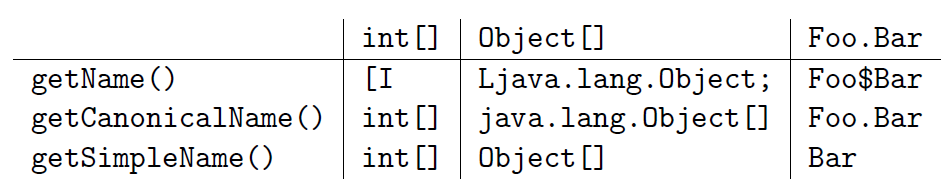 int[] Object[] Foo.Bar
getName() [I Ljava.lang.Object; Foo$Bar
getCanonicalName() int[] java.lang.Object[] Foo.Bar
getSimpleName() int[] Object[] Bar